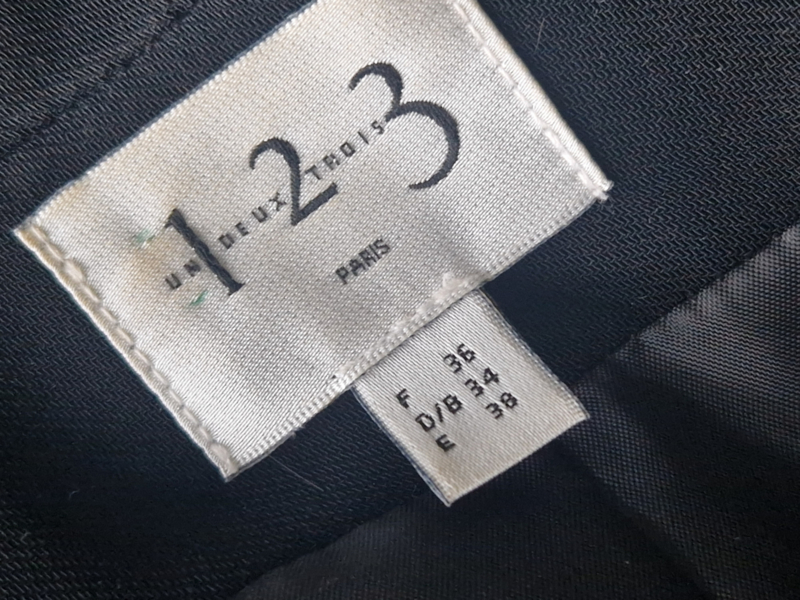 1 2 3
UN DEUX TROIS
PARIS
F 36
D/B 34
E 38